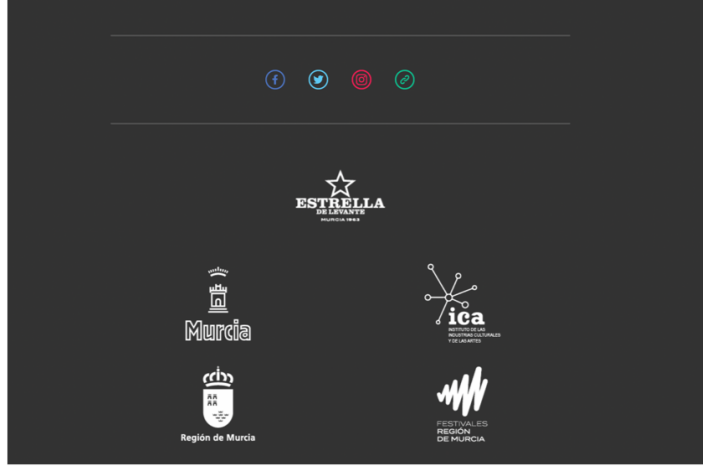 ESTRELLA
DE LEVANTE
MURCIA 1963
Murcia
ica
INSTITUTO DE LAS
INDUSTRIAS CULTURALES
Y DE LAS ARTES
Región de Murcia
FESTIVALES
REGIÓN
DE MURCIA